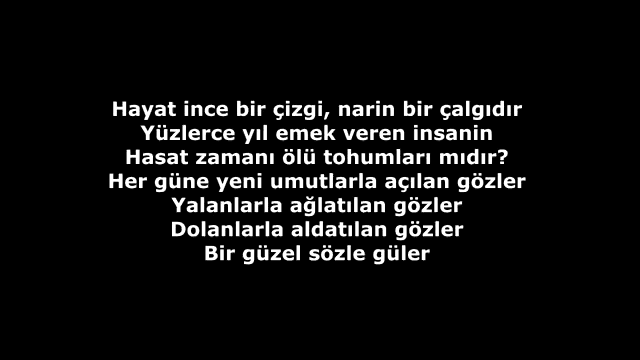 Hayat ince bir çizgi, narin bir çalgıdır
Yüzlerce yıl emek veren insanin
Hasat zamanı ölü tohumları mıdır?
Her güne yeni umutlarla açılan gözler
Yalanlarla ağlatılan gözler
Dolanlarla aldatılan gözler
Bir güzel sözle güler